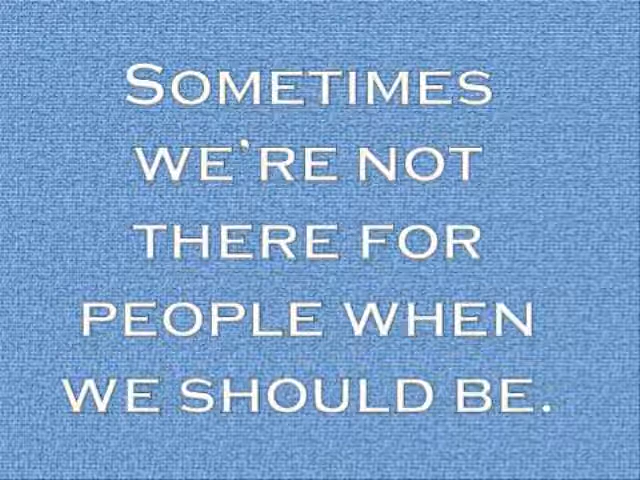 Sometimes
we're not
there for
people when
we should be.